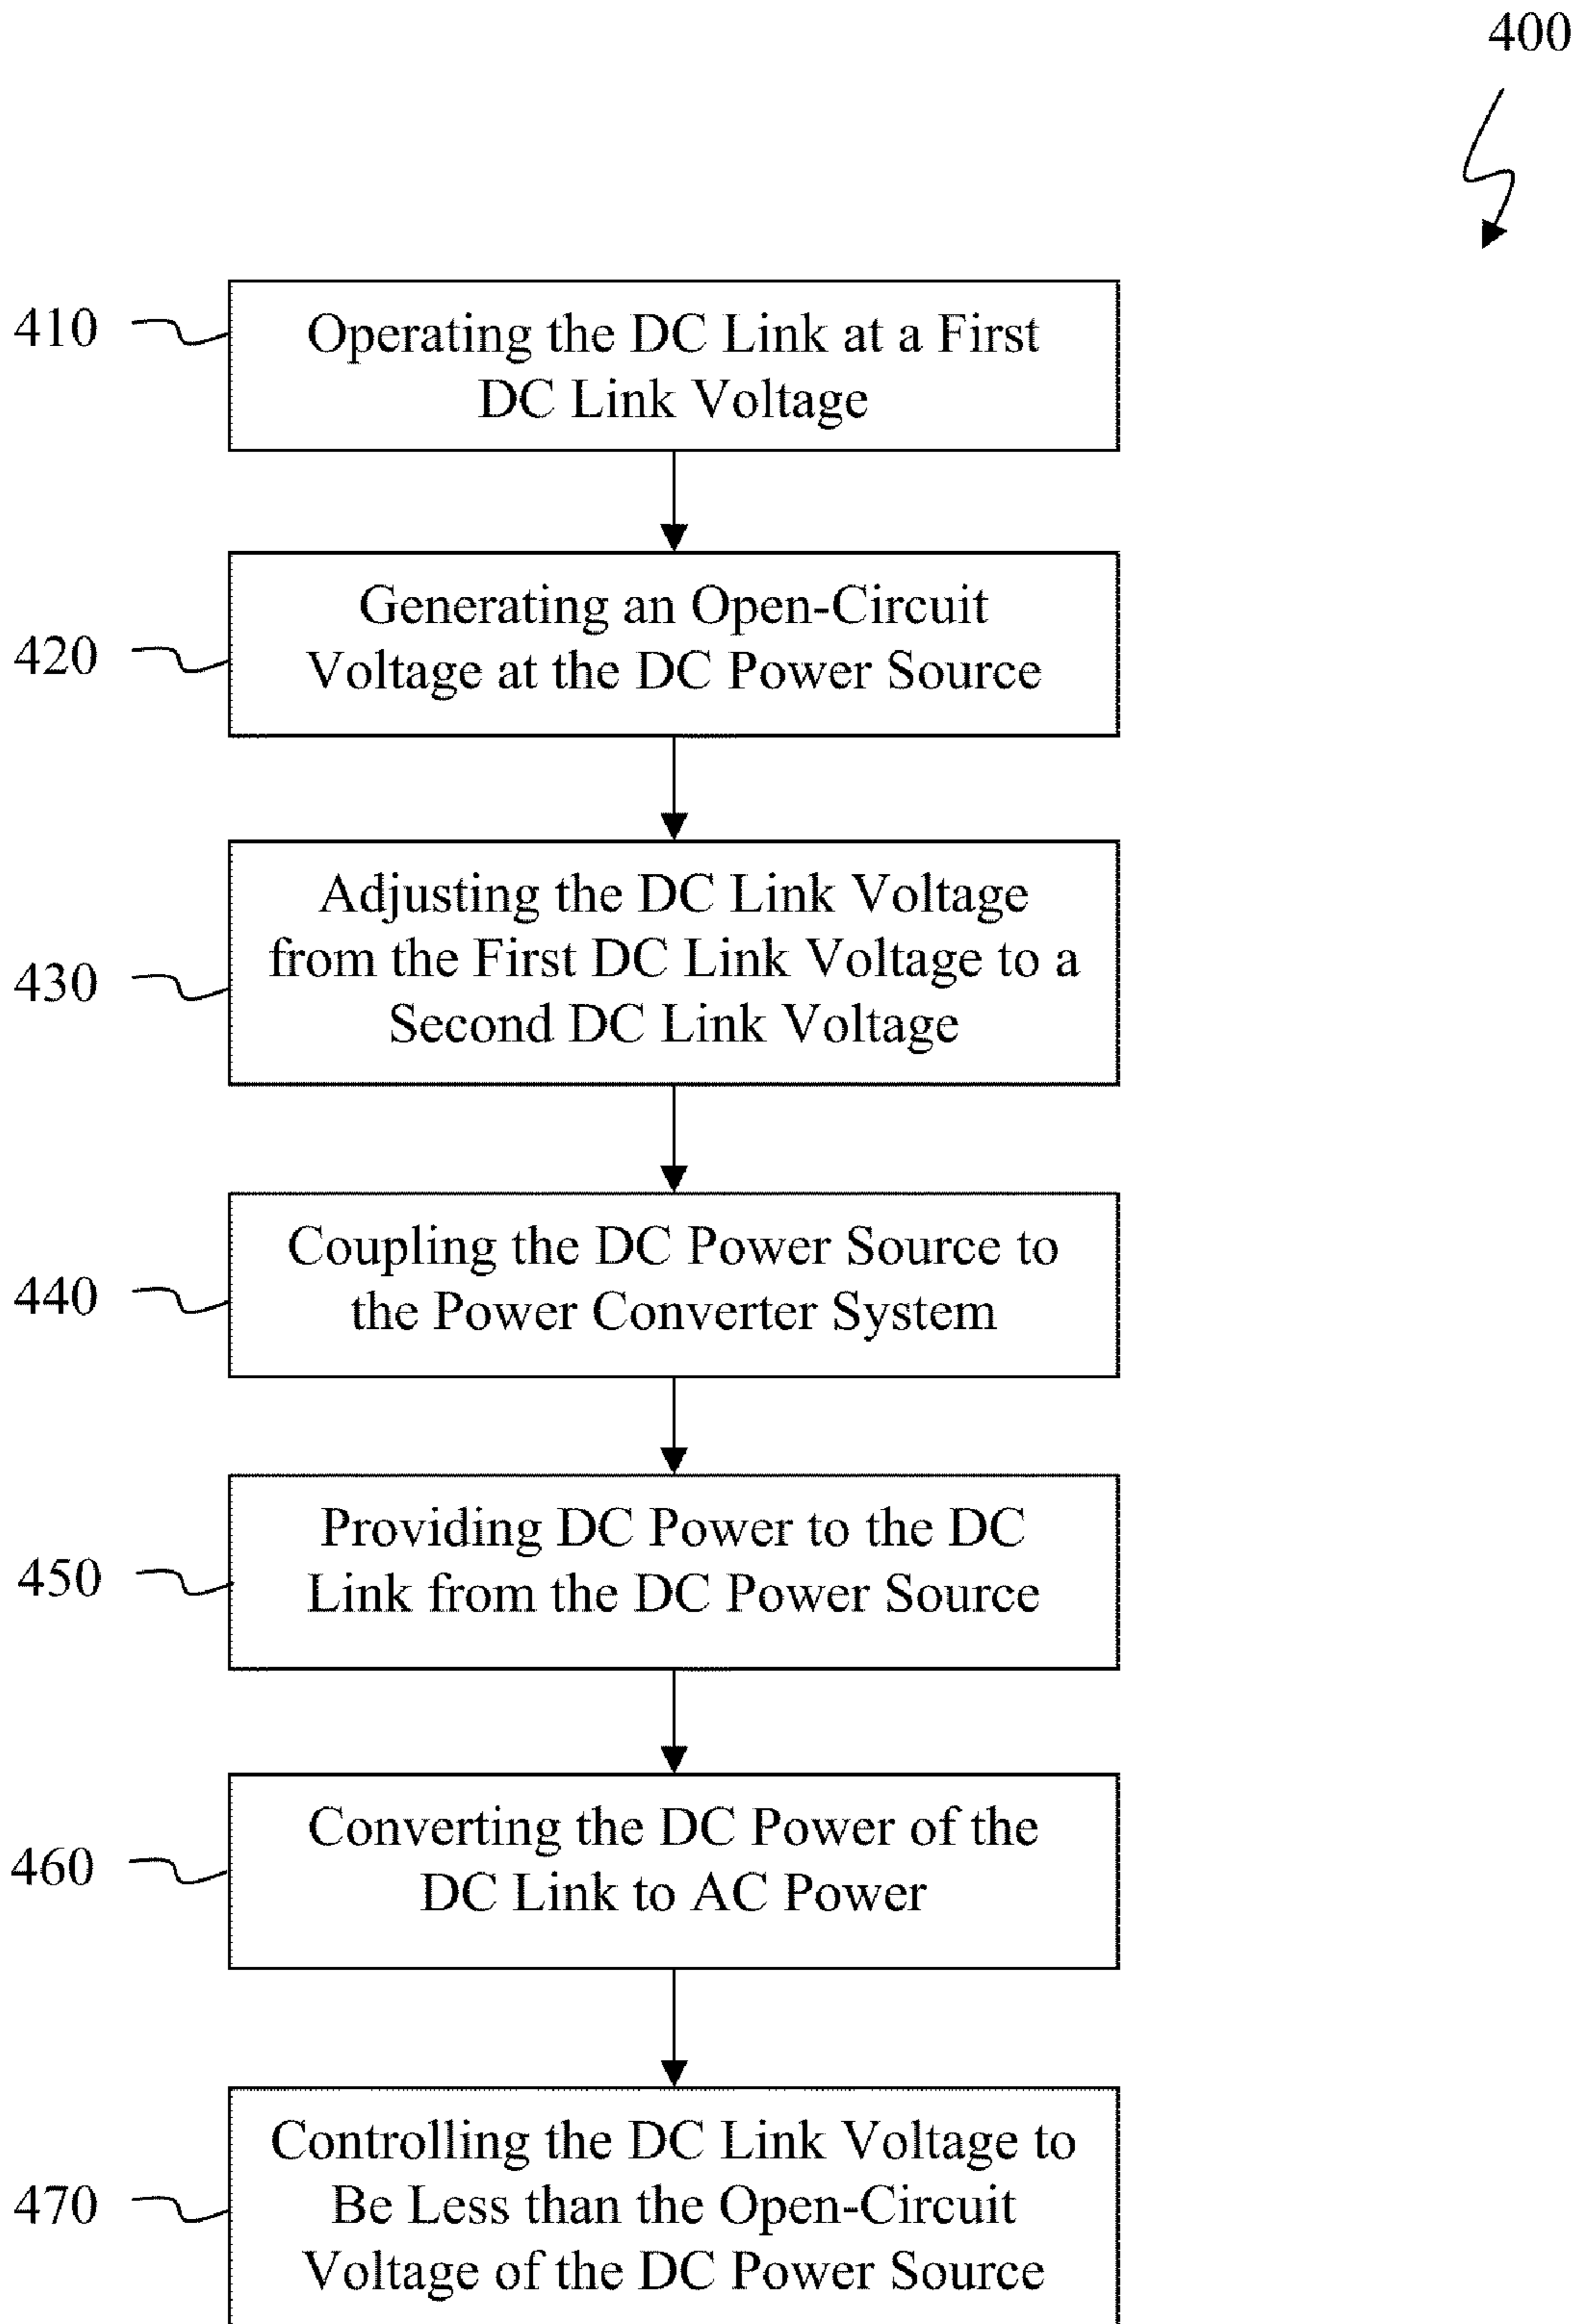 400
410
Operating the DC Link at a First
DC Link Voltage
420
Generating an Open-Circuit
Voltage at the DC Power Source
430
Adjusting the DC Link Voltage
from the First DC Link Voltage to a
Second DC Link Voltage
440
Coupling the DC Power Source to
the Power Converter System
450
Providing DC Power to the DC
Link from the DC Power Source
460
Converting the DC Power of the
DC Link to AC Power
470
Controlling the DC Link Voltage to
Be Less than the Open-Circuit
Voltage of the DC Power Source